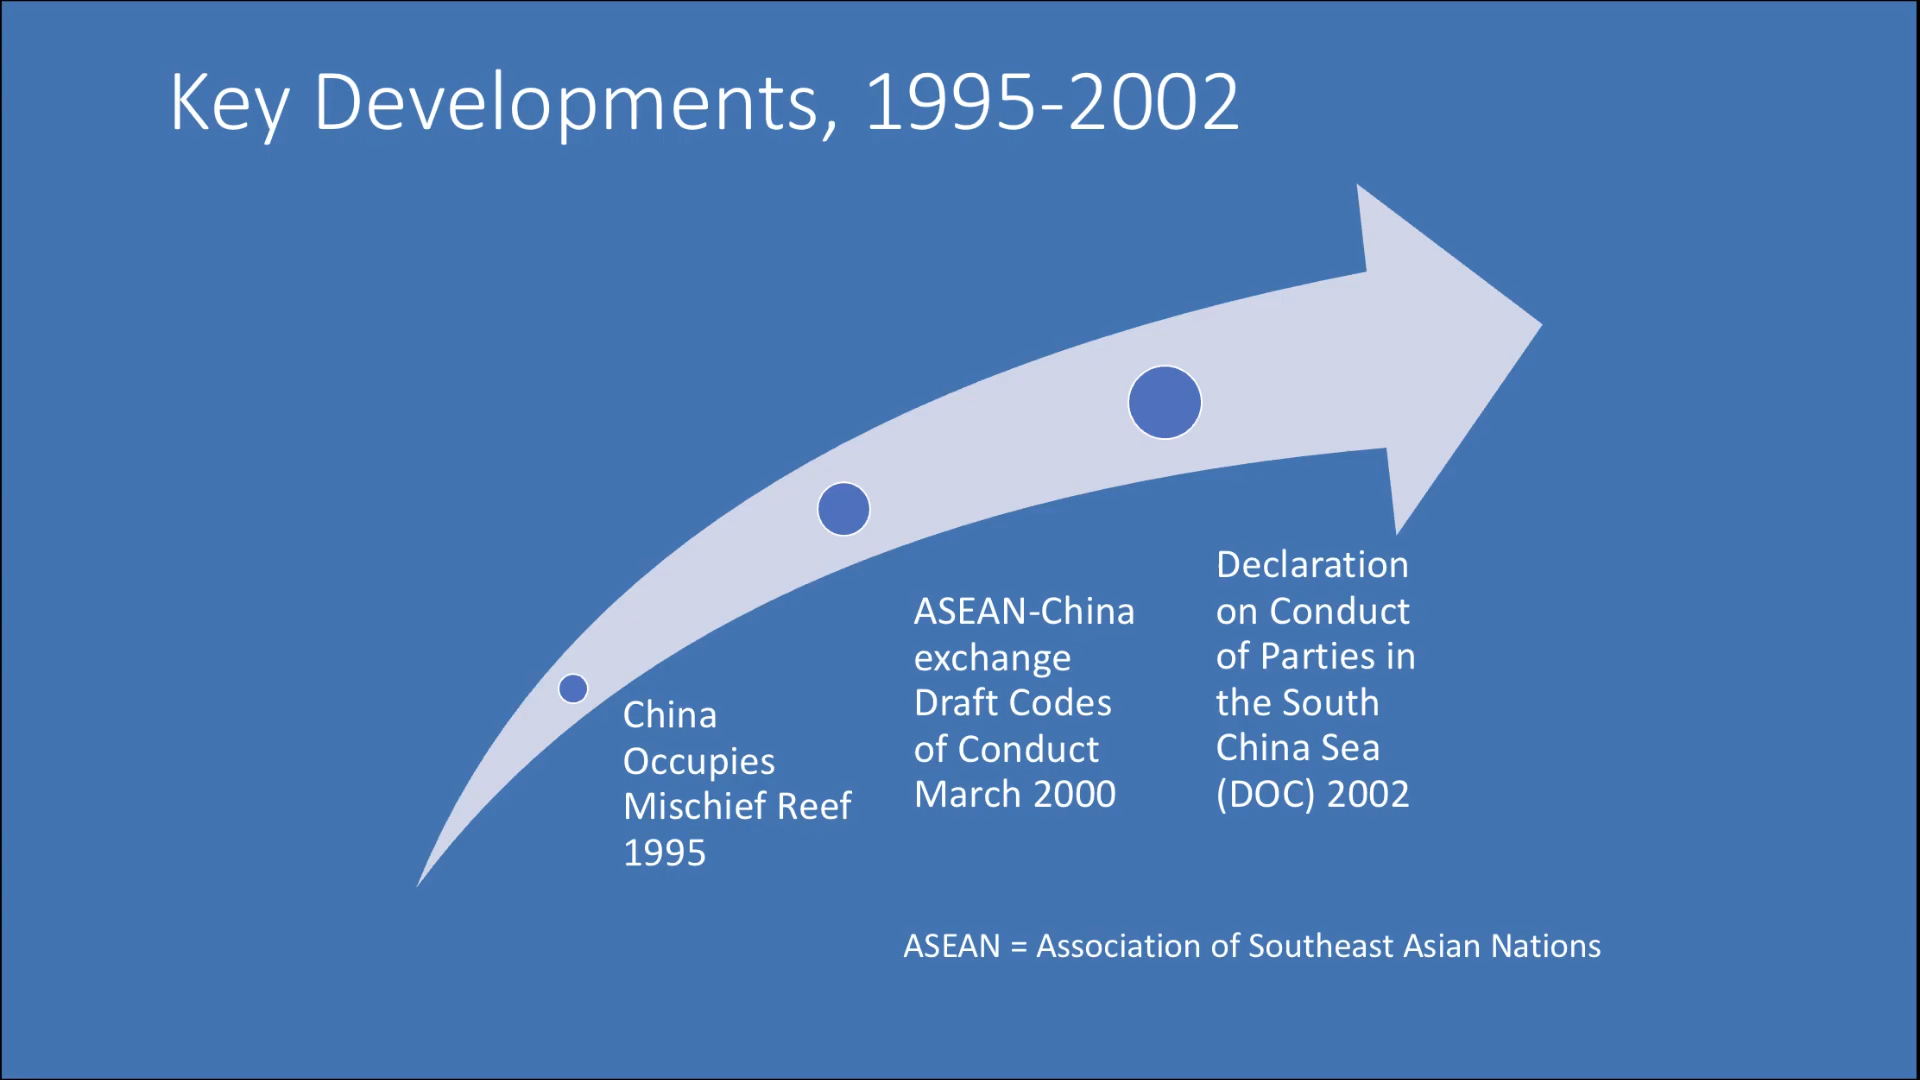 Key Developments, 1995-2002
China
Occupies
Mischief Reef
1995
ASEAN-China
exchange
Draft Codes
of Conduct
March 2000
Declaration
on Conduct
of Parties in
the South
China Sea
(DOC) 2002
ASEAN = Association of Southeast Asian Nations